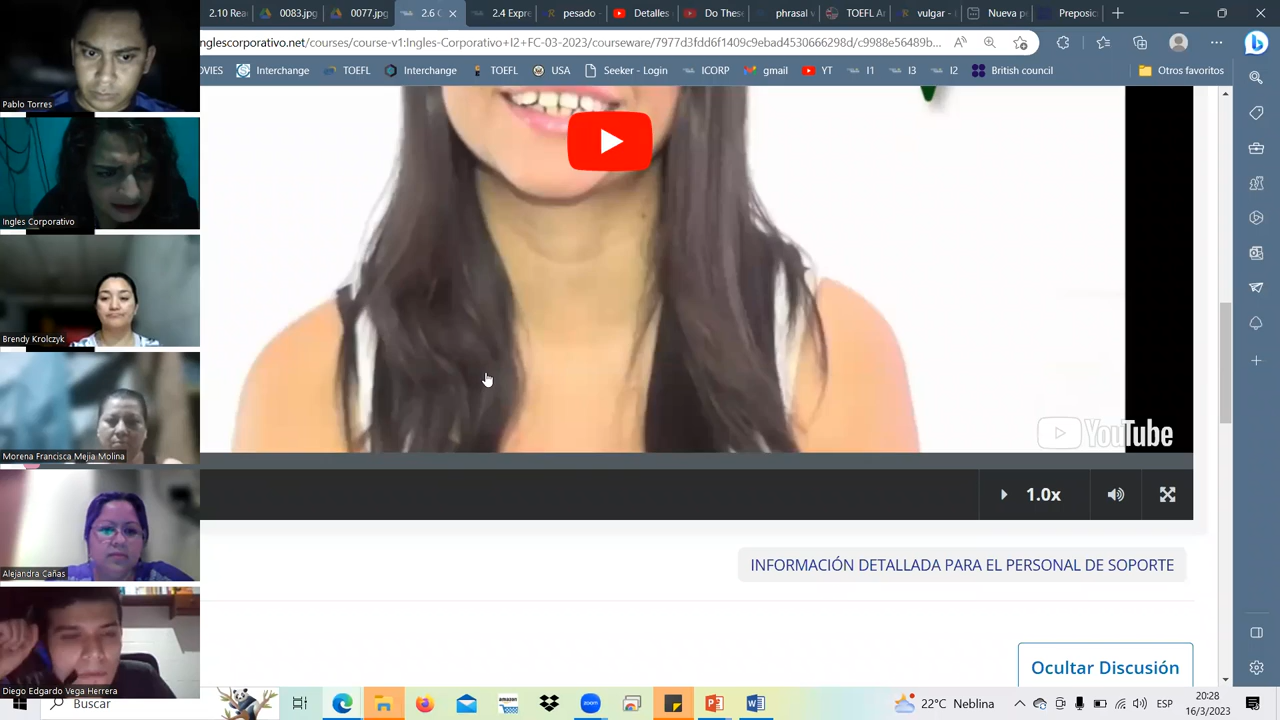 2.10 Rea
0083.jpg
0077.jpg
2.6 C
2.4 Expre
pesado
Detalles
Do Thes
phrasal v
TOEFL
vulgar -
Nueva p
Preposic
nglescorporativo.net/courses/course-v1:Ingles-Corporativo+I2+FC-03-2023/courseware/7977d3fdd6f1409c9ebad4530666298d/c9988e56489b...
OVIES
Interchange
TOEFL
Interchange
TOEFL
USA
Seeker - Login
ICORP
gmail
YT
I1
I3
I2
British council
Otros favoritos
Pablo Torres
Ingles Corporativo
Brendy Krolczyk
Morena Francisca Mejia Molina
Alejandra Cañas
Diego Edgardo Vega Herrera
YouTube
1.0x
INFORMACIÓN DETALLADA PARA EL PERSONAL DE SOPORTE
Ocultar Discusión
Buscar
amazon
zoom
22°C Neblina
ESP
20:28
16/3/2023